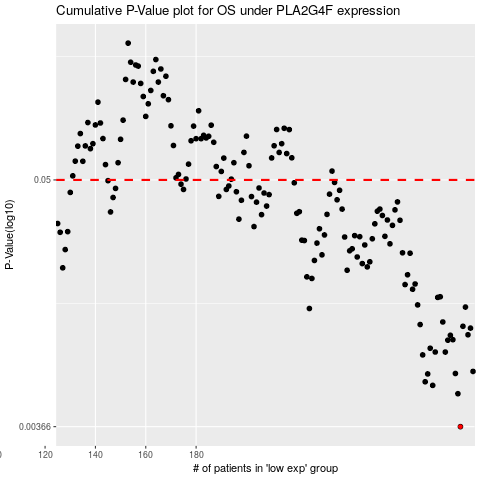 Cumulative P-Value plot for OS under PLA2G4F expression
P-Value(log10)
0.05
0.00366
0
120
140
160
180
# of patients in 'low exp' group